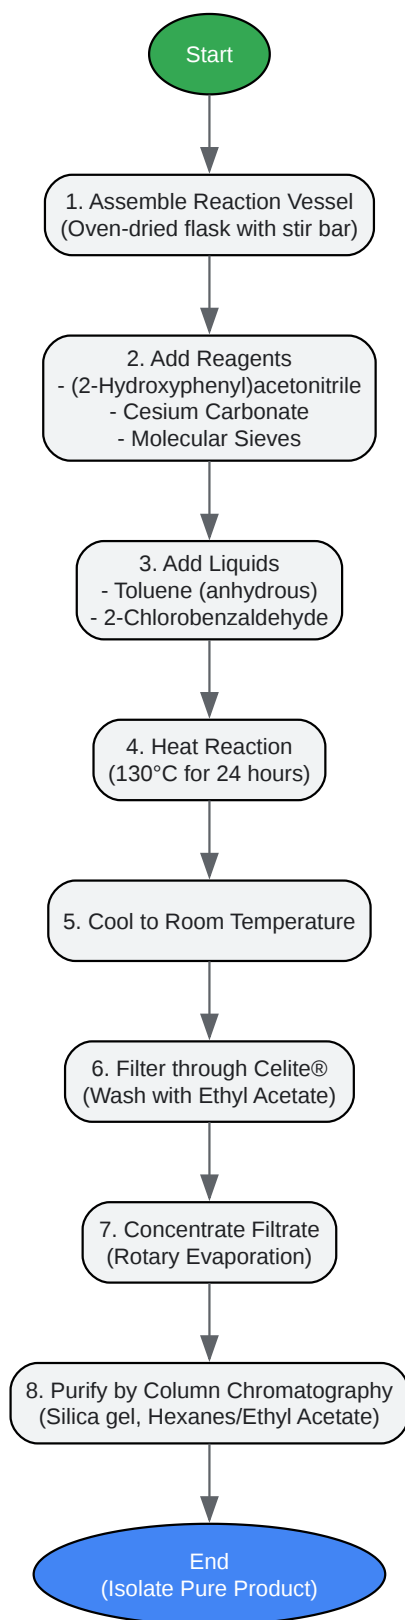 Start
1. Assemble Reaction Vessel
(Oven-dried flask with stir bar)
2. Add Reagents
- (2-Hydroxyphenyl)acetonitrile
- Cesium Carbonate
- Molecular Sieves
3. Add Liquids
- Toluene (anhydrous)
- 2-Chlorobenzaldehyde
4. Heat Reaction
(130°C for 24 hours)
5. Cool to Room Temperature
6. Filter through Celite®
(Wash with Ethyl Acetate)
7. Concentrate Filtrate
(Rotary Evaporation)
8. Purify by Column Chromatography
(Silica gel, Hexanes/Ethyl Acetate)
End
(Isolate Pure Product)